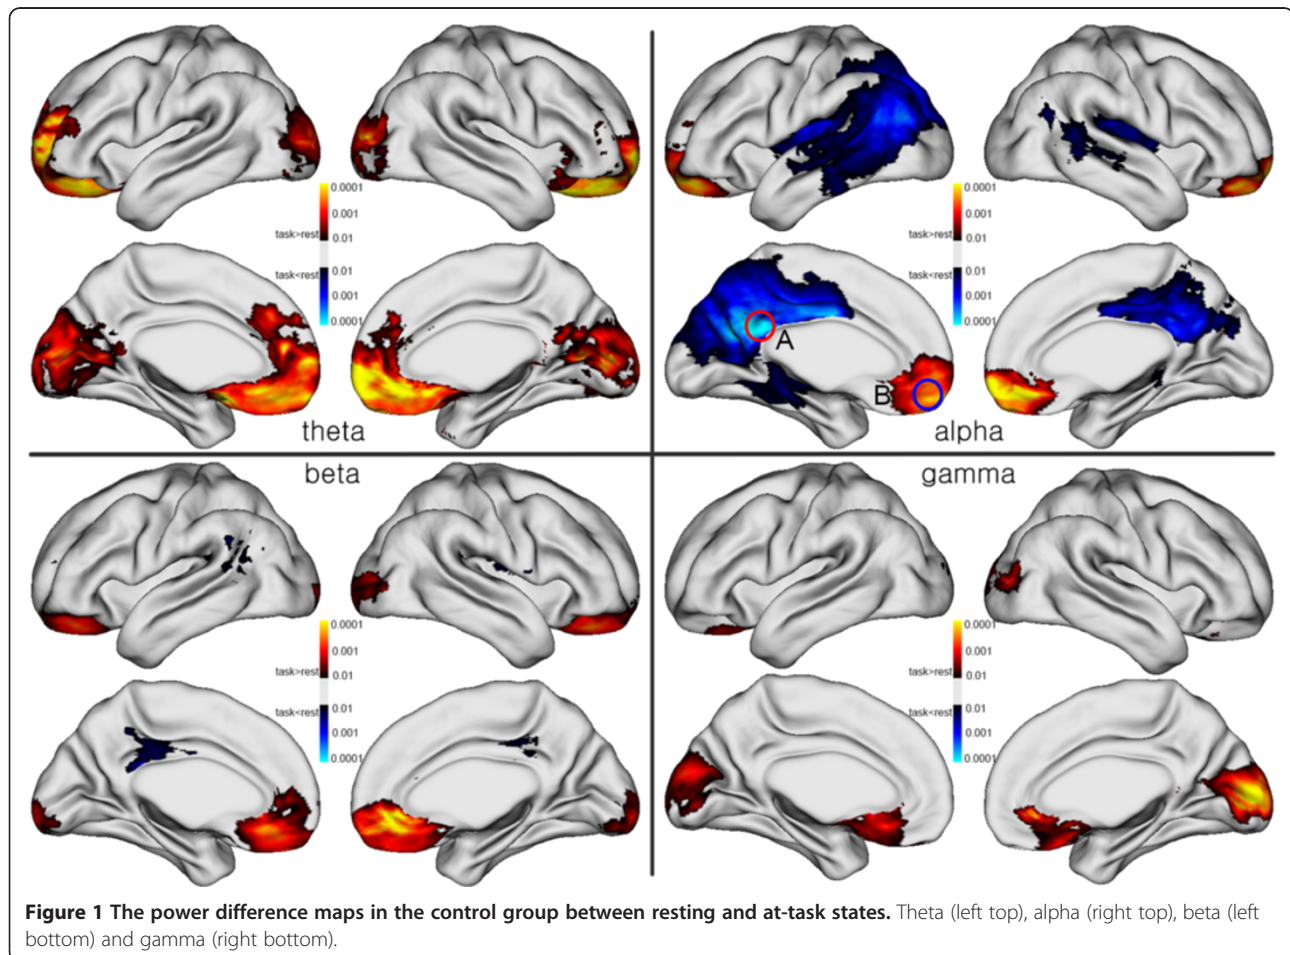 0.0001
0.001
task>rest
0.01
task<rest
0.01
0.001
0.0001
theta
0.0001
0.001
task>rest
0.01
task<rest
0.01
0.001
0.0001
A
B
alpha
beta
0.0001
0.001
task>rest
0.01
task<rest
0.01
0.001
0.0001
gamma
0.0001
0.001
task>rest
0.01
task<rest
0.01
0.001
0.0001
Figure 1 The power difference maps in the control group between resting and at-task states. Theta (left top), alpha (right top), beta (left
bottom) and gamma (right bottom).